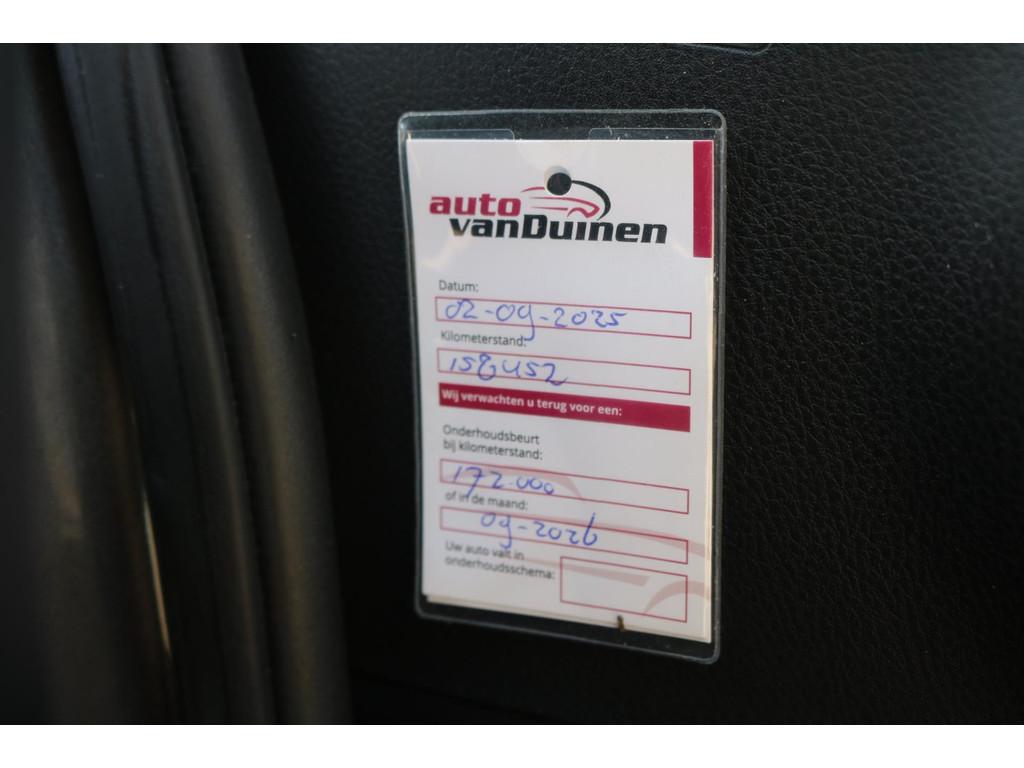 auto
vanDuinen
Datum:
02-09-2025
Kilometerstand:
158452
Wij verwachten u terug voor een:
Onderhoudsbeurt
bij kilometerstand:
172.000
of in de maand:
09-2026
Uw auto valt in
onderhoudsschema: